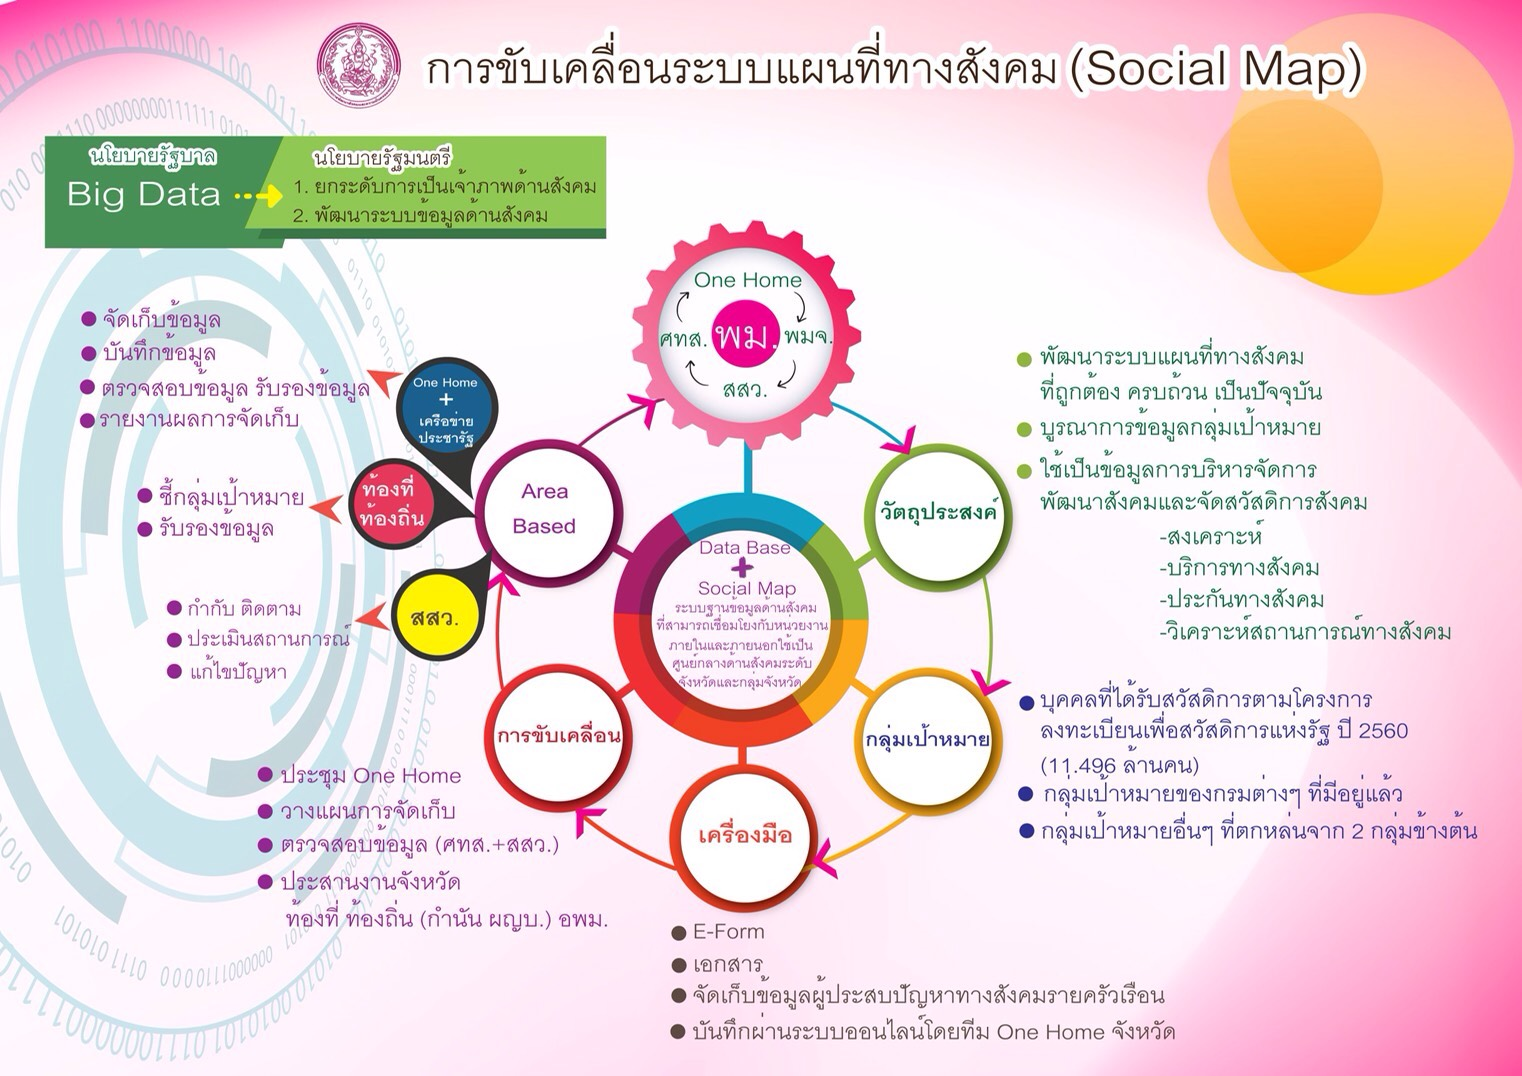 การขับเคลื่อนระบบแผนที่ทางสังคม (Social Map)
นโยบายรัฐบาล
Big Data
นโยบายรัฐมนตรี
1. ยกระดับการเป็นเจ้าภาพด้านสังคม
2. พัฒนาระบบข้อมูลด้านสังคม
One Home
ศทส.
พม.
พมจ.
สสว.
จัดเก็บข้อมูล
บันทึกข้อมูล
ตรวจสอบข้อมูล รับรองข้อมูล
รายงานผลการจัดเก็บ
One Home
+
เครือข่าย
ประชารัฐ
ชี้กลุ่มเป้าหมาย
รับรองข้อมูล
ท้องที่
ท้องถิ่น
กำกับ ติดตาม
ประเมินสถานการณ์
แก้ไขปัญหา
สสว.
Area
Based
Data Base
+
Social Map
ระบบฐานข้อมูลด้านสังคม
ที่สามารถเชื่อมโยงกับหน่วยงาน
ภายในและภายนอกใช้เป็น
ศูนย์กลางด้านสังคมระดับ
จังหวัดและกลุ่มจังหวัด
วัตถุประสงค์
พัฒนาระบบแผนที่ทางสังคม
ที่ถูกต้อง ครบถ้วน เป็นปัจจุบัน
บูรณาการข้อมูลกลุ่มเป้าหมาย
ใช้เป็นข้อมูลการบริหารจัดการ
พัฒนาสังคมและจัดสวัสดิการสังคม
-สงเคราะห์
-บริการทางสังคม
-ประกันทางสังคม
-วิเคราะห์สถานการณ์ทางสังคม
กลุ่มเป้าหมาย
บุคคลที่ได้รับสวัสดิการตามโครงการ
ลงทะเบียนเพื่อสวัสดิการแห่งรัฐ ปี 2560
(11.496 ล้านคน)
กลุ่มเป้าหมายของกรมต่างๆ ที่มีอยู่แล้ว
กลุ่มเป้าหมายอื่นๆ ที่ตกหล่นจาก 2 กลุ่มข้างต้น
เครื่องมือ
E-Form
เอกสาร
จัดเก็บข้อมูลผู้ประสบปัญหาทางสังคมรายครัวเรือน
บันทึกผ่านระบบออนไลน์โดยทีม One Home จังหวัด
การขับเคลื่อน
ประชุม One Home
วางแผนการจัดเก็บ
ตรวจสอบข้อมูล (ศทส.+สสว.)
ประสานงานจังหวัด
ท้องที่ ท้องถิ่น (กำนัน ผญบ.) อพม.